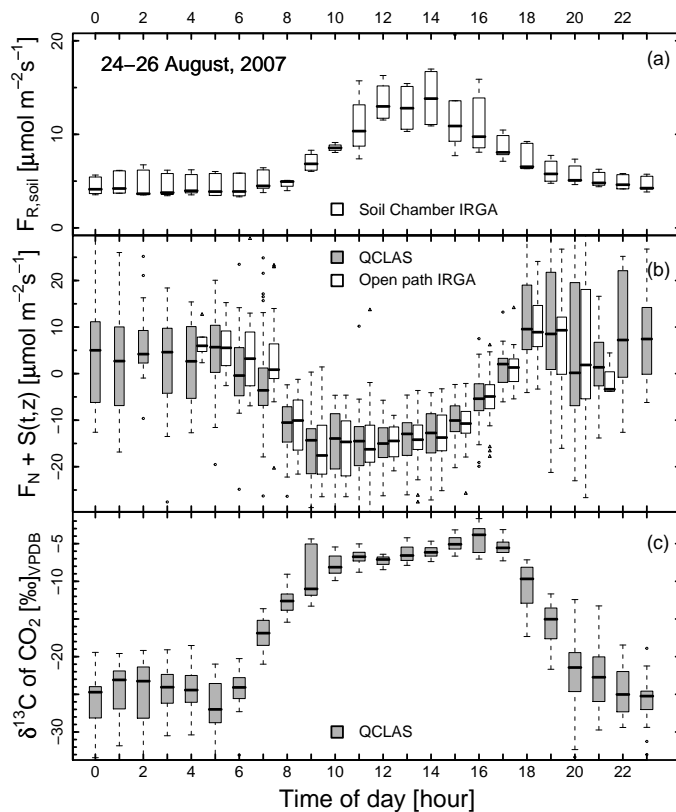 0 2 4 6 8 10 12 14 16 18 20 22
24–26 August, 2007
(a)
0 10 20
F_R,soil [μmol m⁻²s⁻¹]
Soil Chamber IRGA
QCLAS
Open path IRGA
(b)
−20 −10 0 10 20
F_N + S(t,z) [μmol m⁻²s⁻¹]
(c)
−30 −20 −10 −5
δ¹³C of CO₂ [‰]VPDB
QCLAS
0 2 4 6 8 10 12 14 16 18 20 22
Time of day [hour]